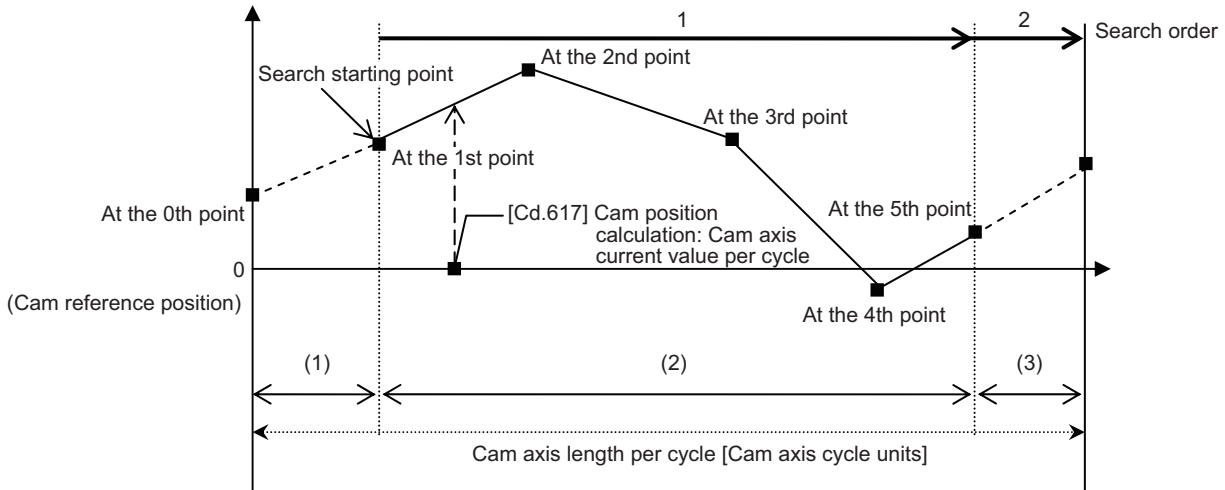 1
2
Search order
At the 2nd point
Search starting point
At the 3rd point
At the 1st point
At the 0th point
[Cd.617] Cam position
calculation: Cam axis
current value per cycle
At the 5th point
0
(Cam reference position)
At the 4th point
(1)
(2)
(3)
Cam axis length per cycle [Cam axis cycle units]